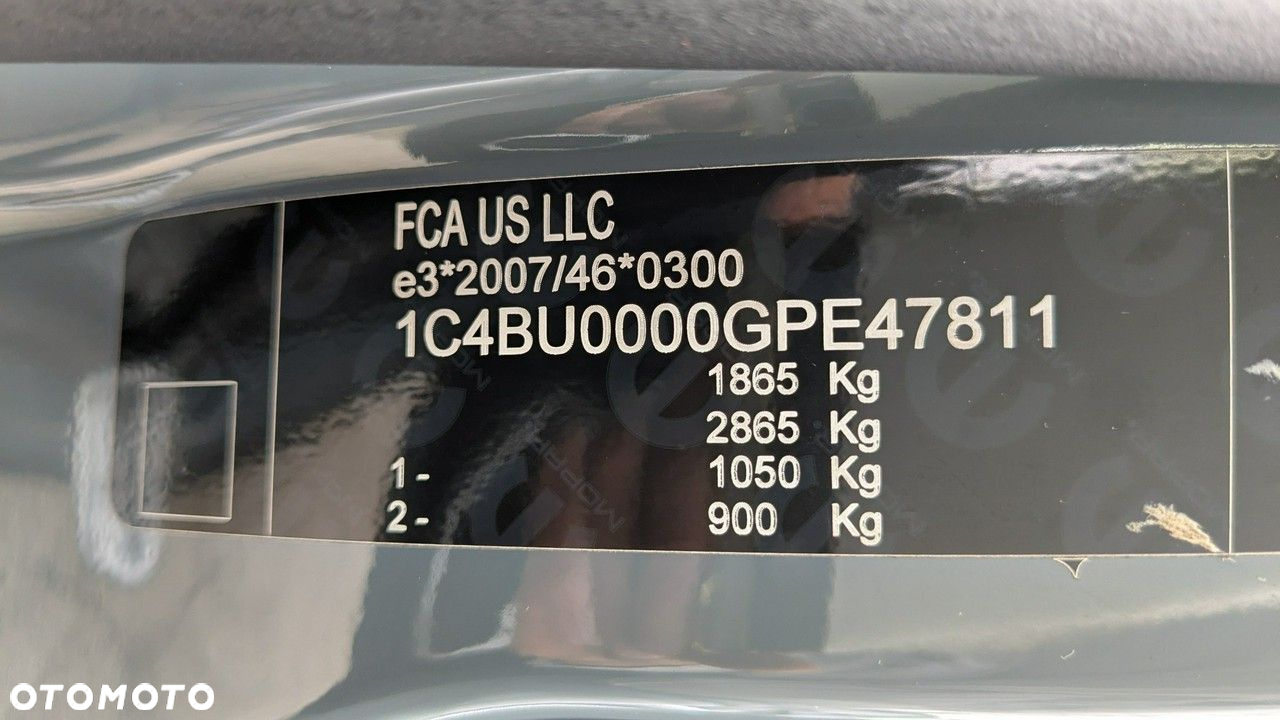 FCA US LLC
e3*2007/46*0300
1C4BU0000GPE47811
1865 Kg
2865 Kg
1- 1050 Kg
2- 900 Kg
OTOMOTO